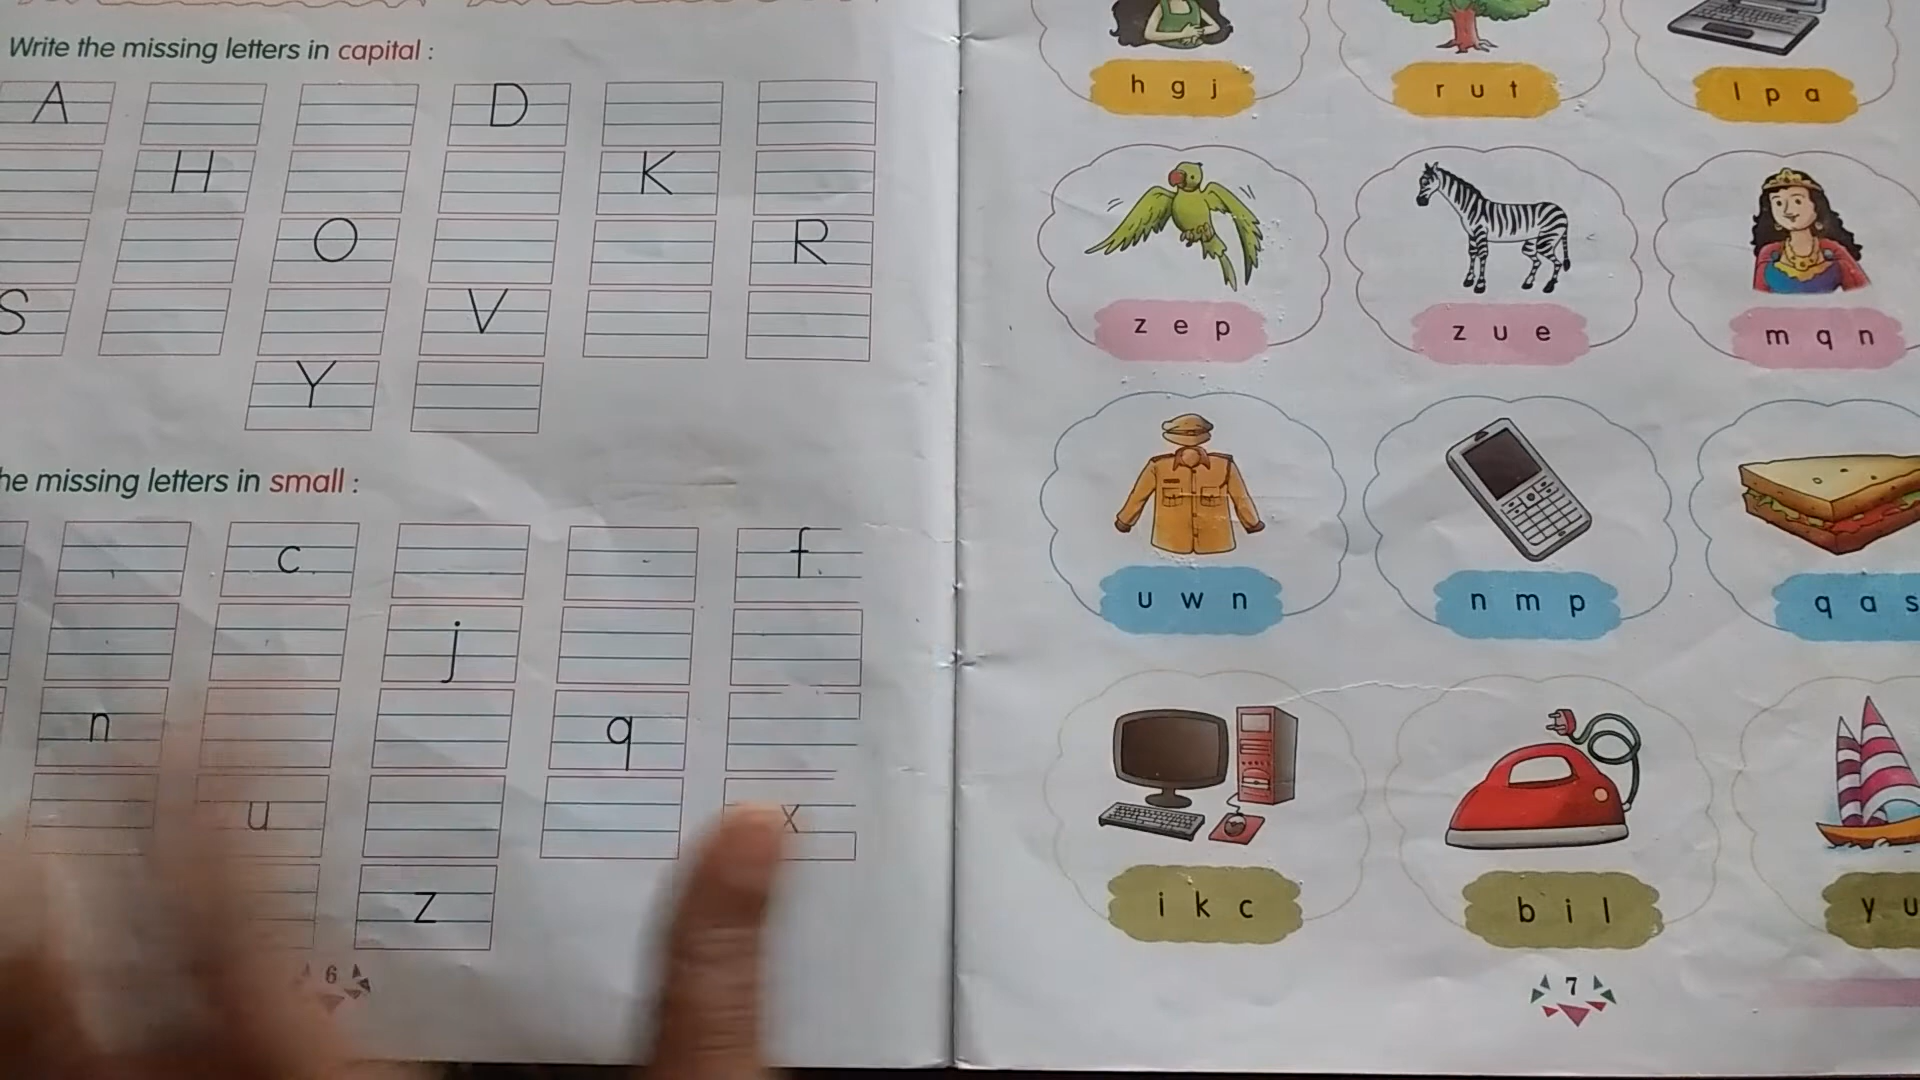 Write the missing letters in capital :
A D
H K
O R
S V
Y
he missing letters in small :
c f
j
n q
u x
z
6
h g j
r u t
l p a
z e p
z u e
m q n
u w n
n m p
q a s
i k c
b i l
y u
7